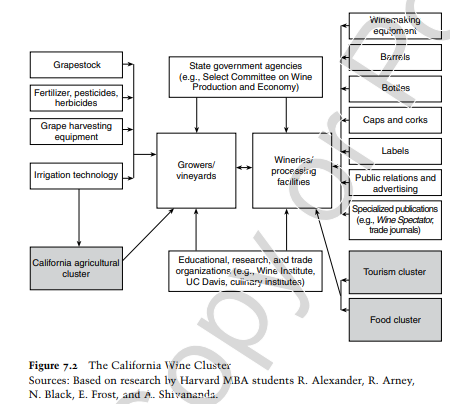 Grapestock
Fertilizer, pesticides,
herbicides
Grape harvesting
equipment
Irrigation technology
California agricultural
cluster
State government agencies
(e.g., Select Committee on Wine
Production and Economy)
Growers/
vineyards
Wineries/
processing
facilities
Educational, research, and trade
organizations (e.g., Wine Institute,
UC Davis, culinary institutes)
Winemaking
equipment
Barrels
Bottles
Caps and corks
Labels
Public relations and
advertising
Specialized publications
(e.g., Wine Spectator,
trade journals)
Tourism cluster
Food cluster
Figure 7.2 The California Wine Cluster
Sources: Based on research by Harvard MBA students R. Alexander, R. Arney,
N. Black, E. Frost, and A. Shivananda.
opy or Po